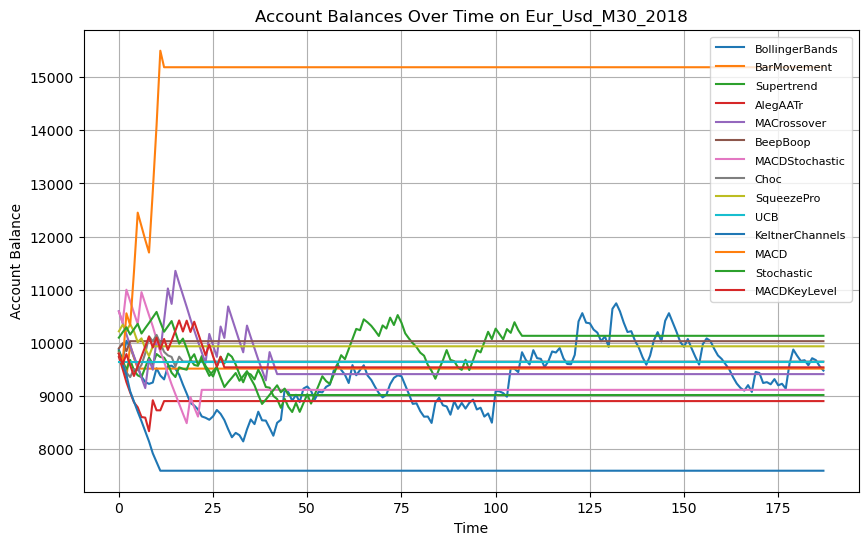 Account Balances Over Time on Eur_Usd_M30_2018
Account Balance
15000
14000
13000
12000
11000
10000
9000
8000
BollingerBands
BarMovement
Supertrend
AlegAATr
MACrossover
BeepBoop
MACDStochastic
Choc
SqueezePro
UCB
KeltnerChannels
MACD
Stochastic
MACDKeyLevel
0 25 50 75 100 125 150 175
Time